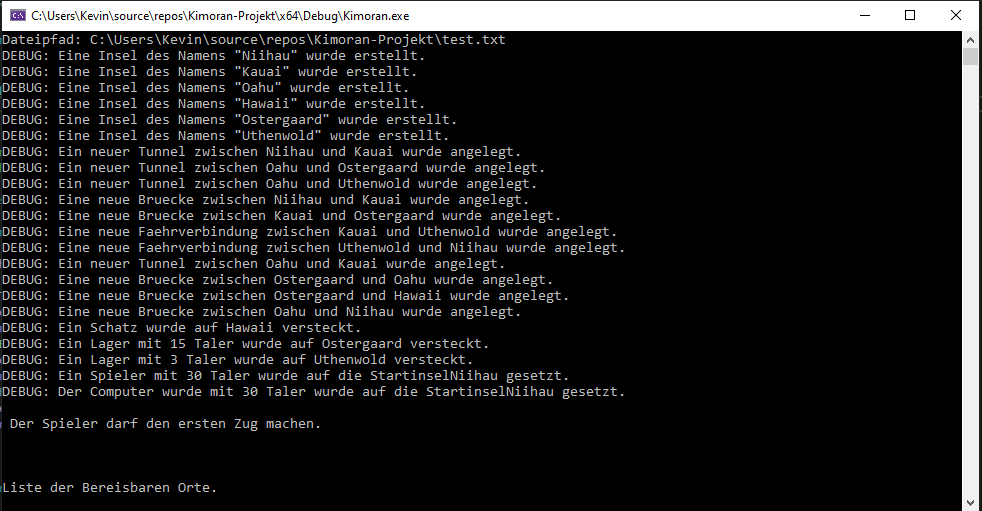 C:\Users\Kevin\source\repos\Kimoran-Projekt\x64\Debug\Kimoran.exe
Dateipfad: C:\Users\Kevin\source\repos\Kimoran-Projekt\test.txt
DEBUG: Eine Insel des Namens "Niihau" wurde erstellt.
DEBUG: Eine Insel des Namens "Kauai" wurde erstellt.
DEBUG: Eine Insel des Namens "Oahu" wurde erstellt.
DEBUG: Eine Insel des Namens "Hawaii" wurde erstellt.
DEBUG: Eine Insel des Namens "Ostergaard" wurde erstellt.
DEBUG: Eine Insel des Namens "Uthenwold" wurde erstellt.
DEBUG: Ein neuer Tunnel zwischen Niihau und Kauai wurde angelegt.
DEBUG: Ein neuer Tunnel zwischen Oahu und Ostergaard wurde angelegt.
DEBUG: Ein neuer Tunnel zwischen Oahu und Uthenwold wurde angelegt.
DEBUG: Eine neue Bruecke zwischen Niihau und Kauai wurde angelegt.
DEBUG: Eine neue Bruecke zwischen Kauai und Ostergaard wurde angelegt.
DEBUG: Eine neue Faehrverbindung zwischen Kauai und Uthenwold wurde angelegt.
DEBUG: Eine neue Faehrverbindung zwischen Uthenwold und Niihau wurde angelegt.
DEBUG: Ein neuer Tunnel zwischen Oahu und Kauai wurde angelegt.
DEBUG: Eine neue Bruecke zwischen Ostergaard und Oahu wurde angelegt.
DEBUG: Eine neue Bruecke zwischen Ostergaard und Hawaii wurde angelegt.
DEBUG: Eine neue Bruecke zwischen Oahu und Niihau wurde angelegt.
DEBUG: Ein Schatz wurde auf Hawaii versteckt.
DEBUG: Ein Lager mit 15 Taler wurde auf Ostergaard versteckt.
DEBUG: Ein Lager mit 3 Taler wurde auf Uthenwold versteckt.
DEBUG: Ein Spieler mit 30 Taler wurde auf die StartinselNiihau gesetzt.
DEBUG: Der Computer wurde mit 30 Taler wurde auf die StartinselNiihau gesetzt.
Der Spieler darf den ersten Zug machen.
Liste der Bereisbaren Orte.